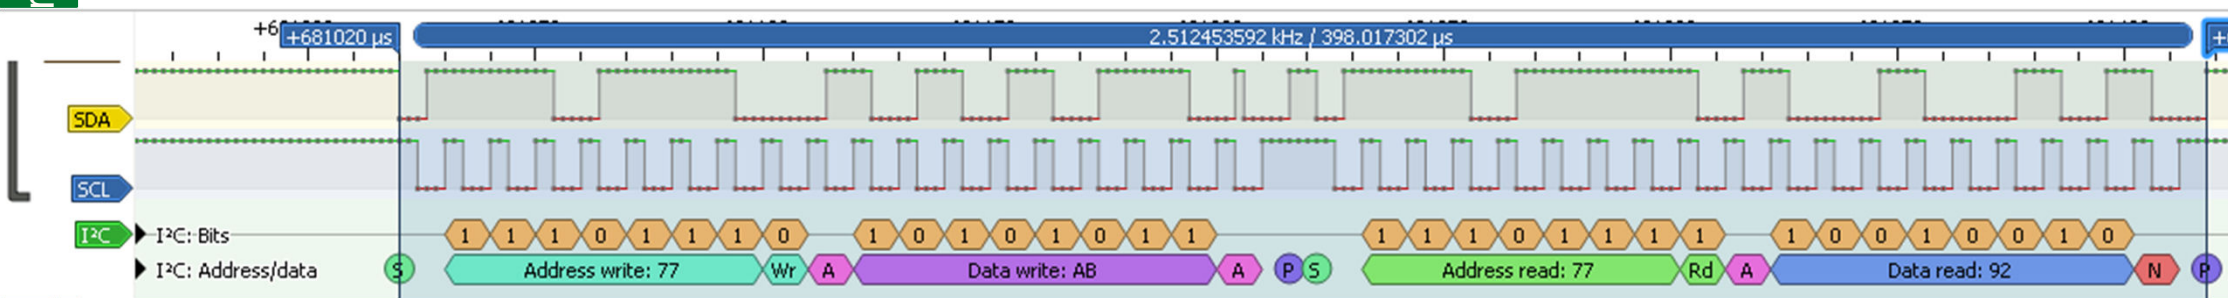 +681020 µs
2.512453592 kHz / 398.017302 µs
SDA
SCL
I²C
I²C: Bits
1 1 1 0 1 1 1 0 1 0 1 0 1 0 1 1 1 1 1 0 1 1 1 1 1 0 0 1 0 0 1 0
I²C: Address/data
S Address write: 77 Wr A Data write: AB A P S Address read: 77 Rd A Data read: 92 N P